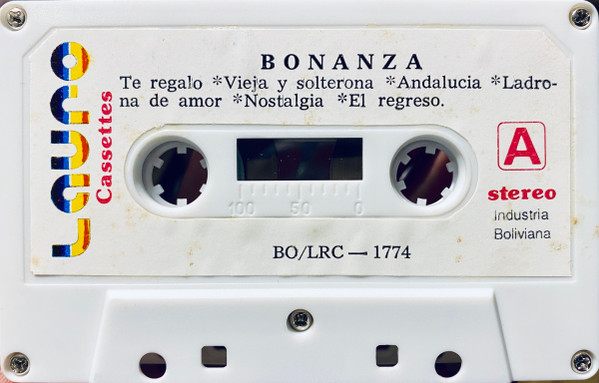 BONANZA
Te regalo *Vieja y solterona *Andalucia *Ladro-
na de amor *Nostalgia *El regreso.
Lauro
Cassettes
A
stereo
Industria
Boliviana
100 50 0
BO/LRC — 1774